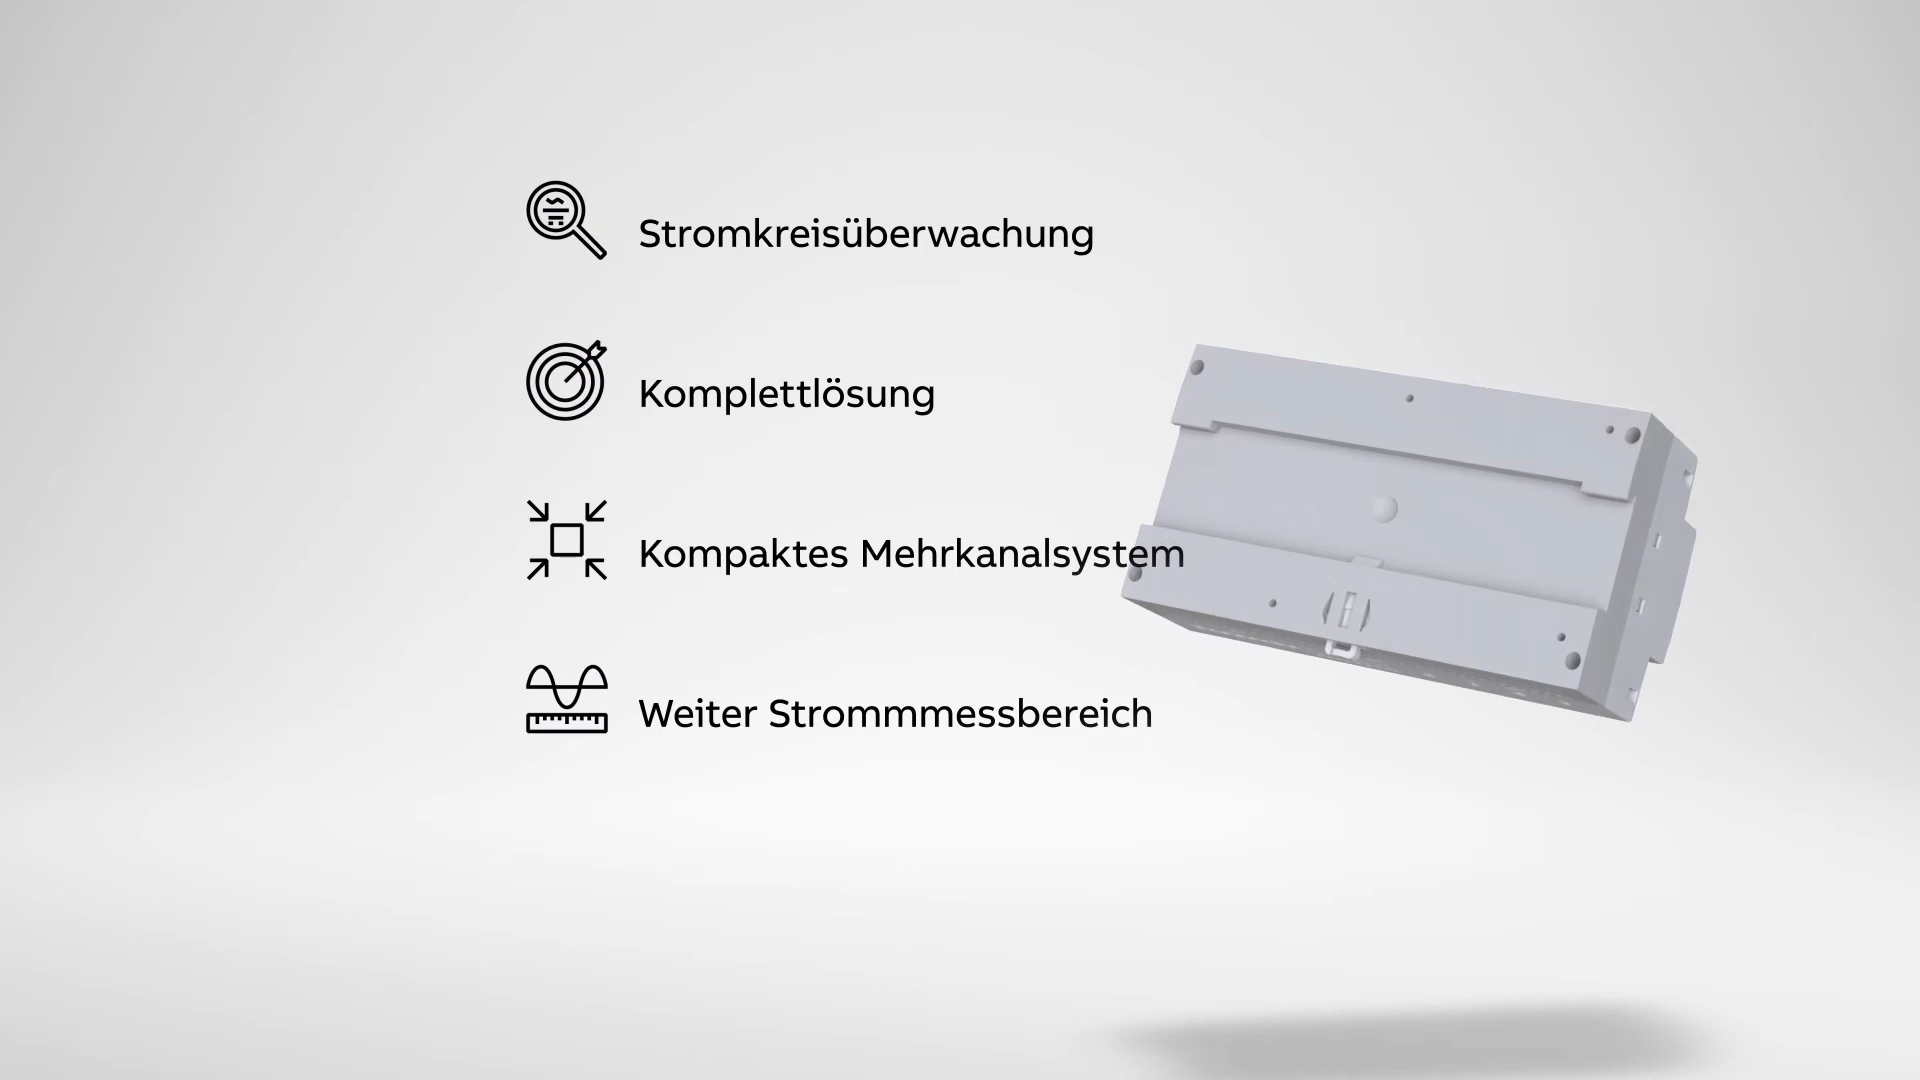 Stromkreisüberwachung
Komplettlösung
Kompaktes Mehrkanalsystem
Weiter Strommmessbereich